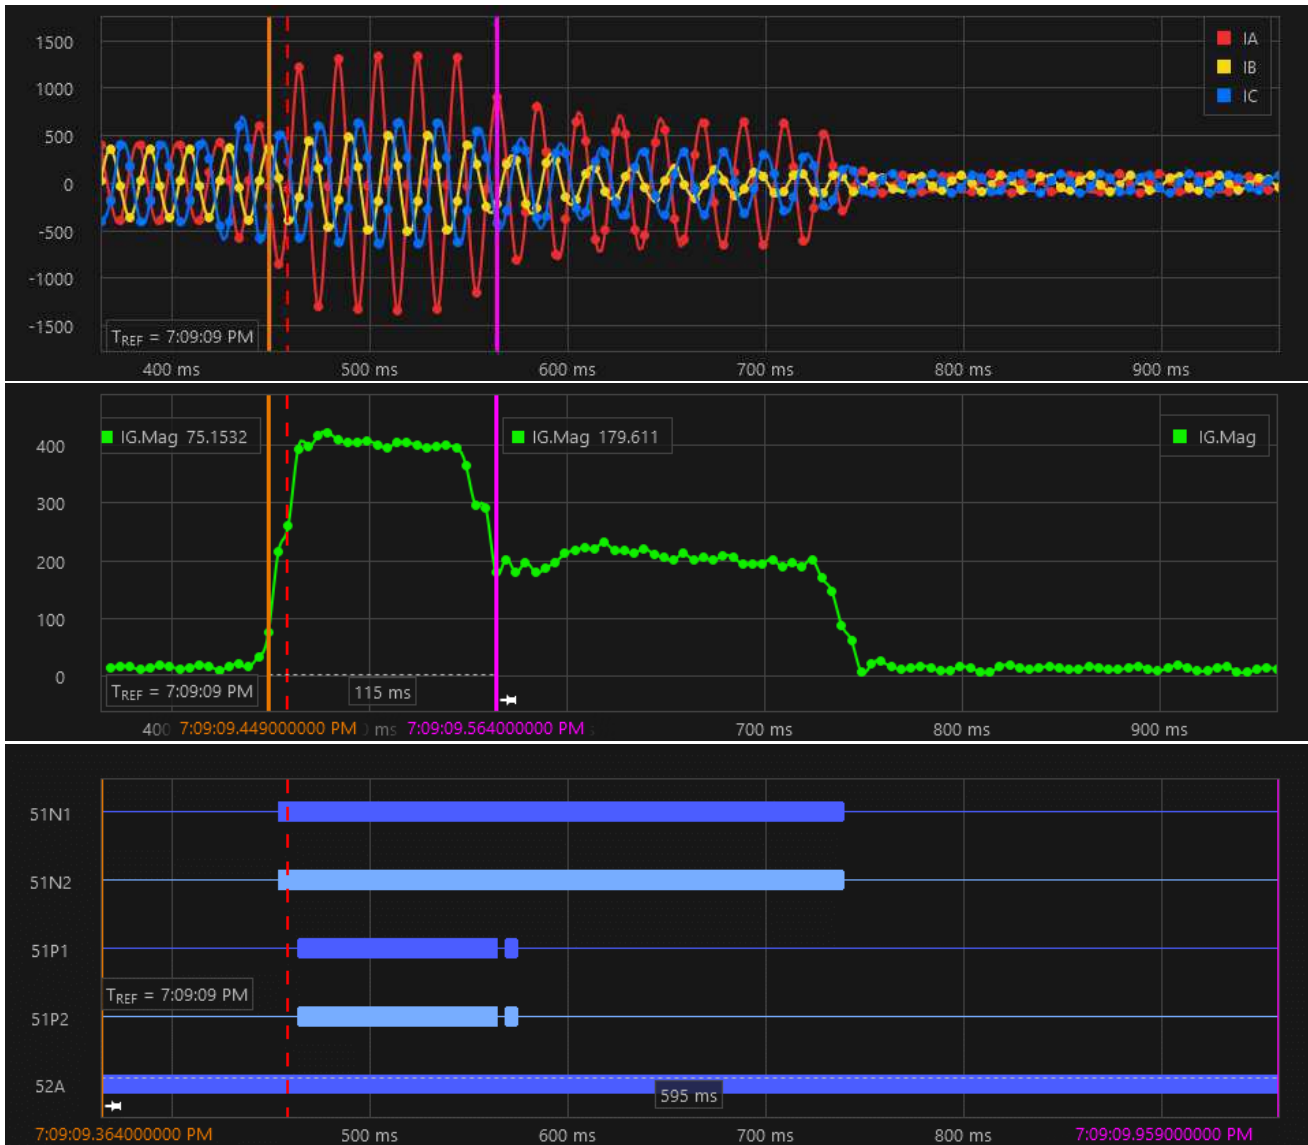 1500
1000
500
0
-500
-1000
-1500
IA
IB
IC
TREF = 7:09:09 PM
400 ms
500 ms
600 ms
700 ms
800 ms
900 ms
IG.Mag 75.1532
IG.Mag 179.611
IG.Mag
400
300
200
100
0
TREF = 7:09:09 PM
115 ms
400
7:09:09.449000000 PM
ms
7:09:09.564000000 PM
700 ms
800 ms
900 ms
51N1
51N2
51P1
TREF = 7:09:09 PM
51P2
52A
595 ms
7:09:09.364000000 PM
500 ms
600 ms
700 ms
800 ms
7:09:09.959000000 PM